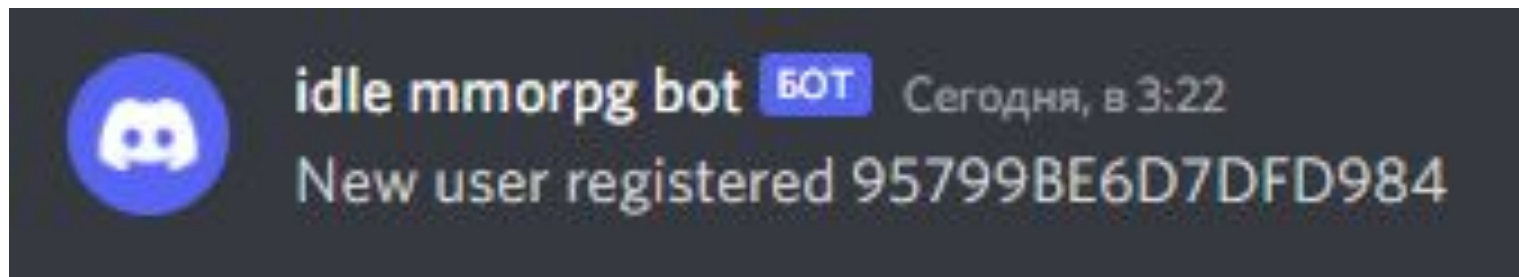 idle mmorpg bot БОТ Сегодня, в 3:22
New user registered 95799BE6D7DFD984